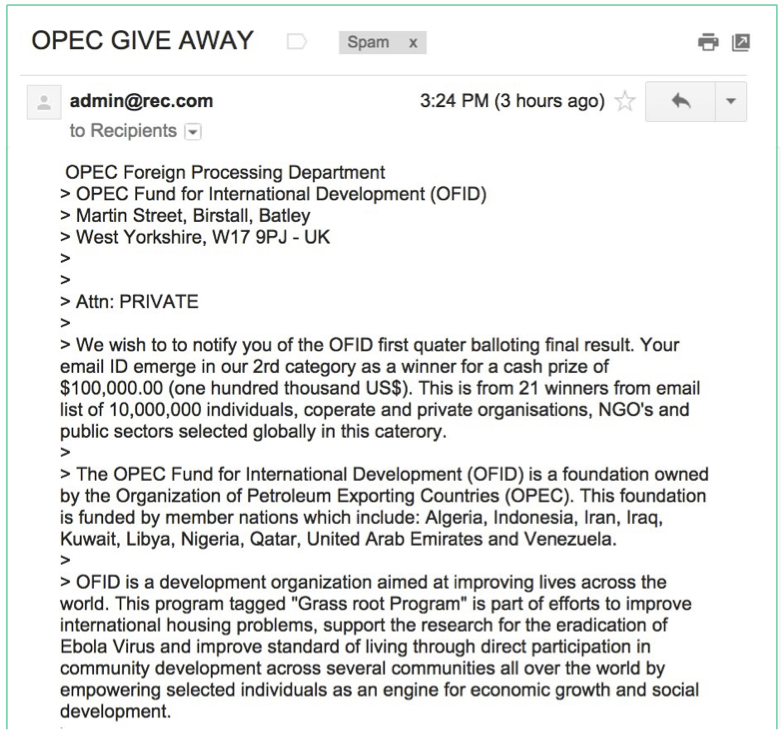 OPEC GIVE AWAY Spam x
admin@rec.com 3:24 PM (3 hours ago)
to Recipients
OPEC Foreign Processing Department
> OPEC Fund for International Development (OFID)
> Martin Street, Birstall, Batley
> West Yorkshire, W17 9PJ - UK
>
>
> Attn: PRIVATE
>
> We wish to to notify you of the OFID first quater balloting final result. Your
email ID emerge in our 2rd category as a winner for a cash prize of
$100,000.00 (one hundred thousand US$). This is from 21 winners from email
list of 10,000,000 individuals, coperate and private organisations, NGO's and
public sectors selected globally in this caterory.
>
> The OPEC Fund for International Development (OFID) is a foundation owned
by the Organization of Petroleum Exporting Countries (OPEC). This foundation
is funded by member nations which include: Algeria, Indonesia, Iran, Iraq,
Kuwait, Libya, Nigeria, Qatar, United Arab Emirates and Venezuela.
>
> OFID is a development organization aimed at improving lives across the
world. This program tagged "Grass root Program" is part of efforts to improve
international housing problems, support the research for the eradication of
Ebola Virus and improve standard of living through direct participation in
community development across several communities all over the world by
empowering selected individuals as an engine for economic growth and social
development.